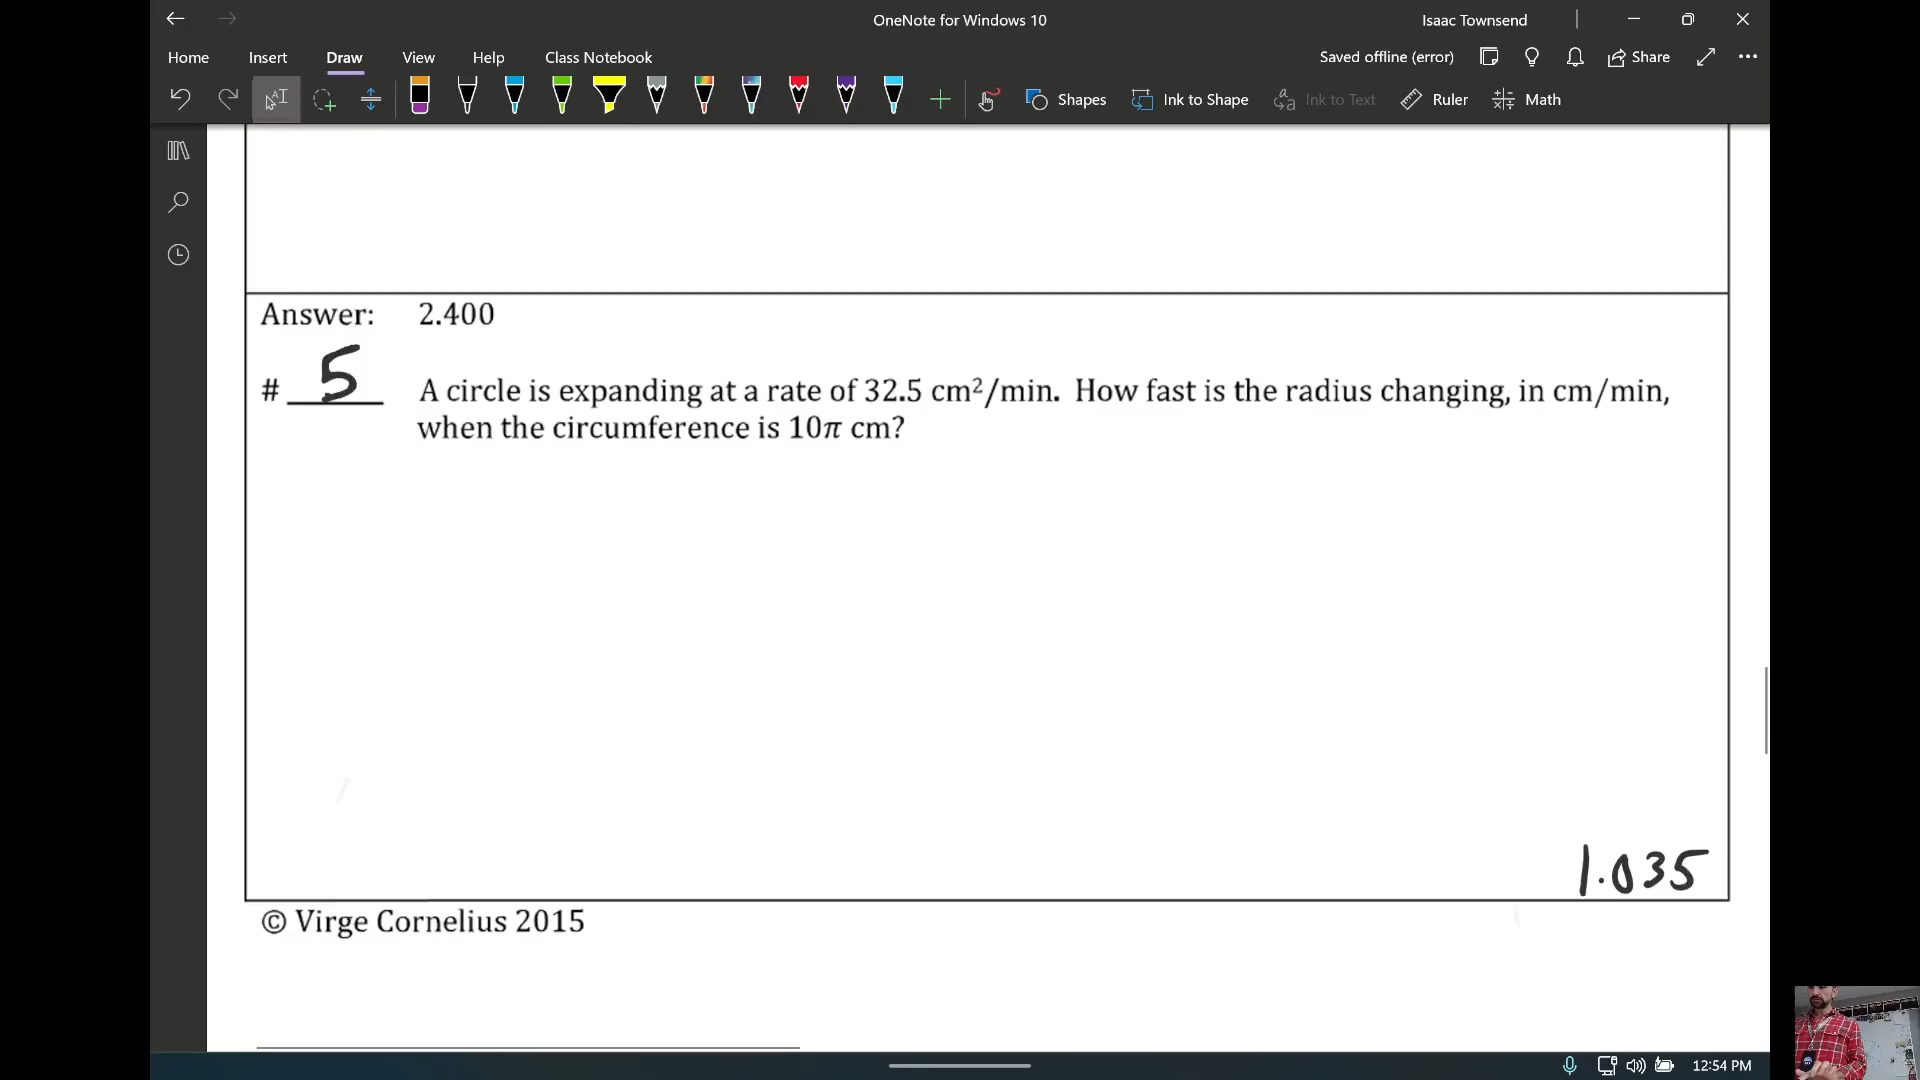 OneNote for Windows 10
Isaac Townsend
Home Insert Draw View Help Class Notebook
Saved offline (error) Share
Shapes Ink to Shape Ink to Text Ruler Math
Answer: 2.400
# 5 A circle is expanding at a rate of 32.5 cm²/min. How fast is the radius changing, in cm/min,
when the circumference is 10π cm?
1.035
© Virge Cornelius 2015
12:54 PM